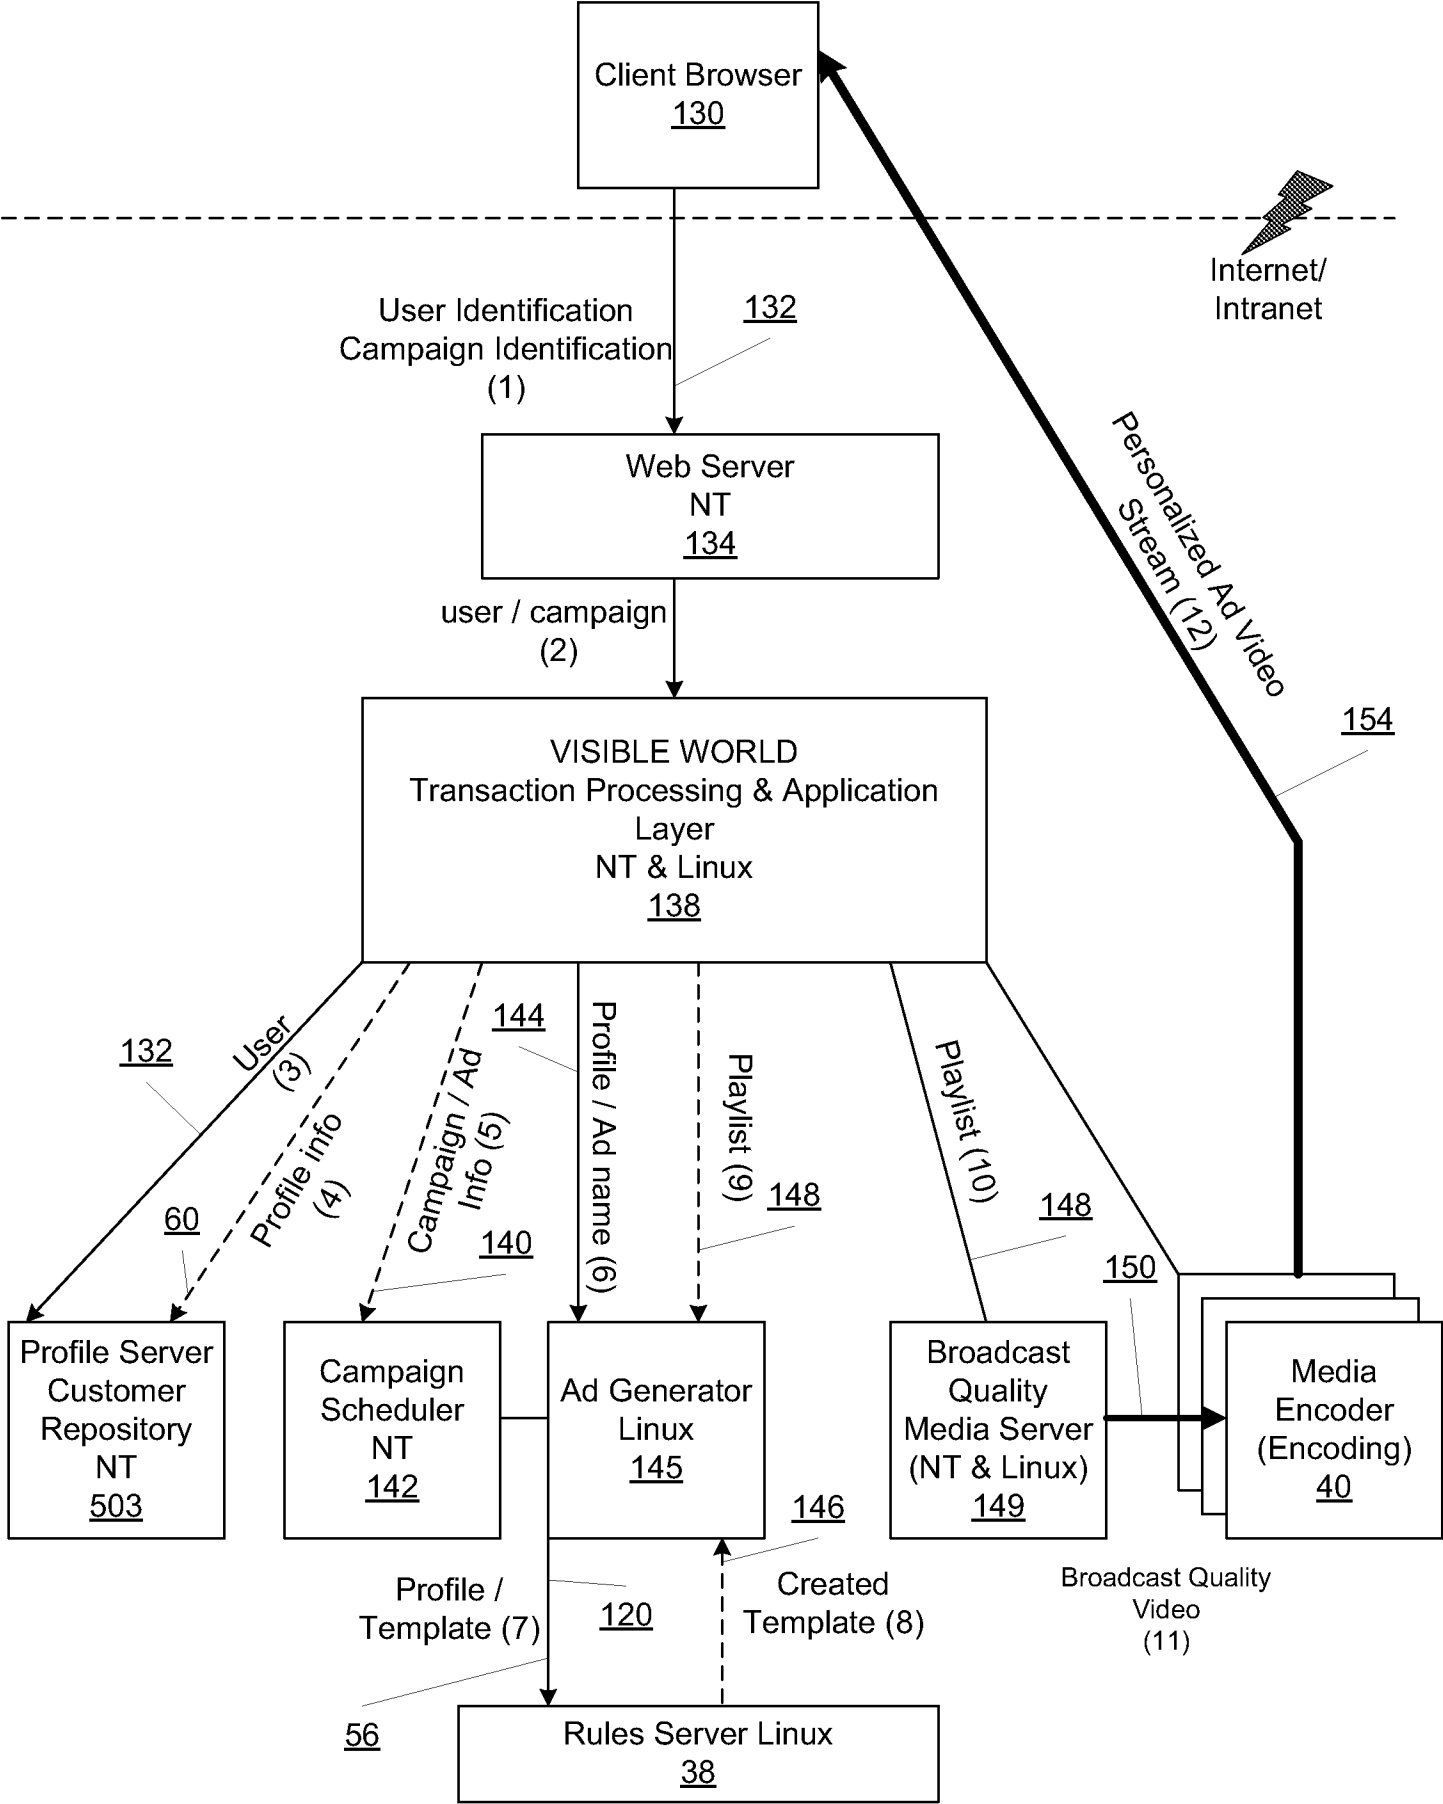 Client Browser
130
Internet/
Intranet
User Identification
Campaign Identification
(1)
132
Web Server
NT
134
user / campaign
(2)
Personalized Ad Video
Stream (12)
154
VISIBLE WORLD
Transaction Processing & Application
Layer
NT & Linux
138
132
User
(3)
60
Profile info
(4)
Campaign / Ad
Info (5)
140
144
Profile / Ad name (6)
Playlist (9)
148
Playlist (10)
148
150
Profile Server
Customer
Repository
NT
503
Campaign
Scheduler
NT
142
Ad Generator
Linux
145
Broadcast
Quality
Media Server
(NT & Linux)
149
Media
Encoder
(Encoding)
40
Profile /
Template (7)
120
56
146
Created
Template (8)
Broadcast Quality
Video
(11)
Rules Server Linux
38